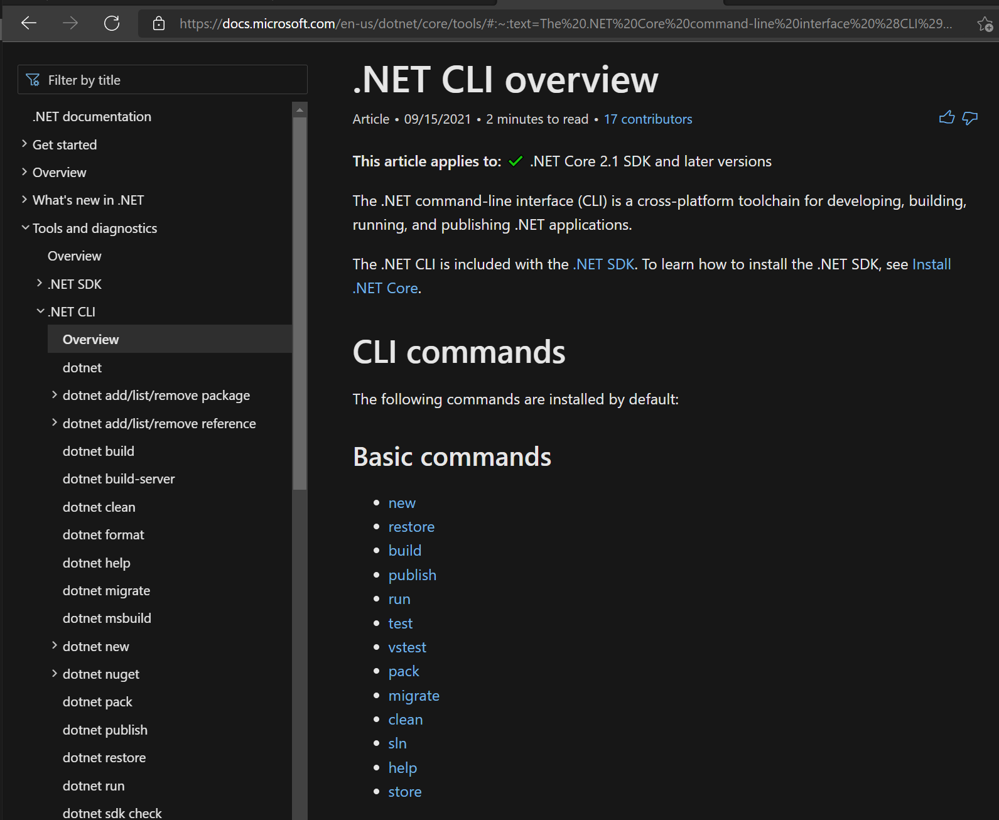 https://docs.microsoft.com/en-us/dotnet/core/tools/#:~:text=The%20.NET%20Core%20command-line%20interface%20%28CLI%29...
Filter by title
.NET documentation
Get started
Overview
What's new in .NET
Tools and diagnostics
Overview
.NET SDK
.NET CLI
Overview
dotnet
dotnet add/list/remove package
dotnet add/list/remove reference
dotnet build
dotnet build-server
dotnet clean
dotnet format
dotnet help
dotnet migrate
dotnet msbuild
dotnet new
dotnet nuget
dotnet pack
dotnet publish
dotnet restore
dotnet run
dotnet sdk check
.NET CLI overview
Article • 09/15/2021 • 2 minutes to read • 17 contributors
This article applies to: ✔ .NET Core 2.1 SDK and later versions
The .NET command-line interface (CLI) is a cross-platform toolchain for developing, building,
running, and publishing .NET applications.
The .NET CLI is included with the .NET SDK. To learn how to install the .NET SDK, see Install
.NET Core.
CLI commands
The following commands are installed by default:
Basic commands
• new
• restore
• build
• publish
• run
• test
• vstest
• pack
• migrate
• clean
• sln
• help
• store